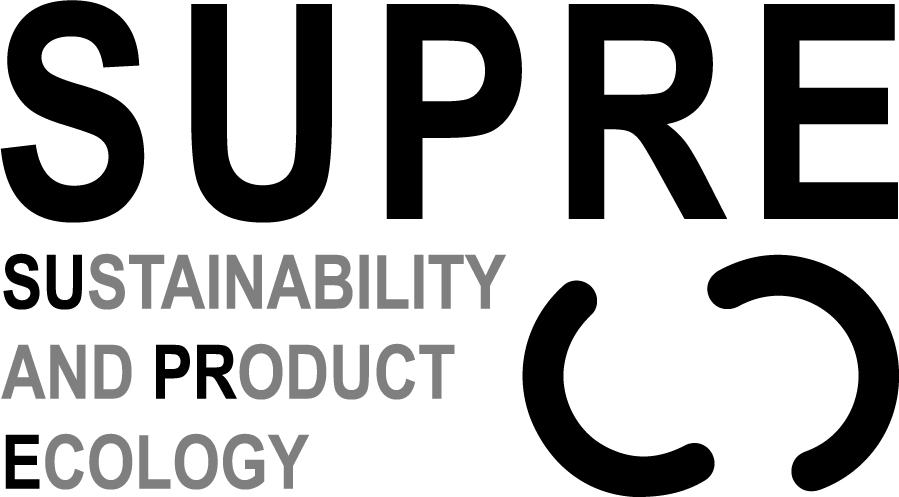 SUPRE
SUSTAINABILITY
AND PRODUCT
ECOLOGY